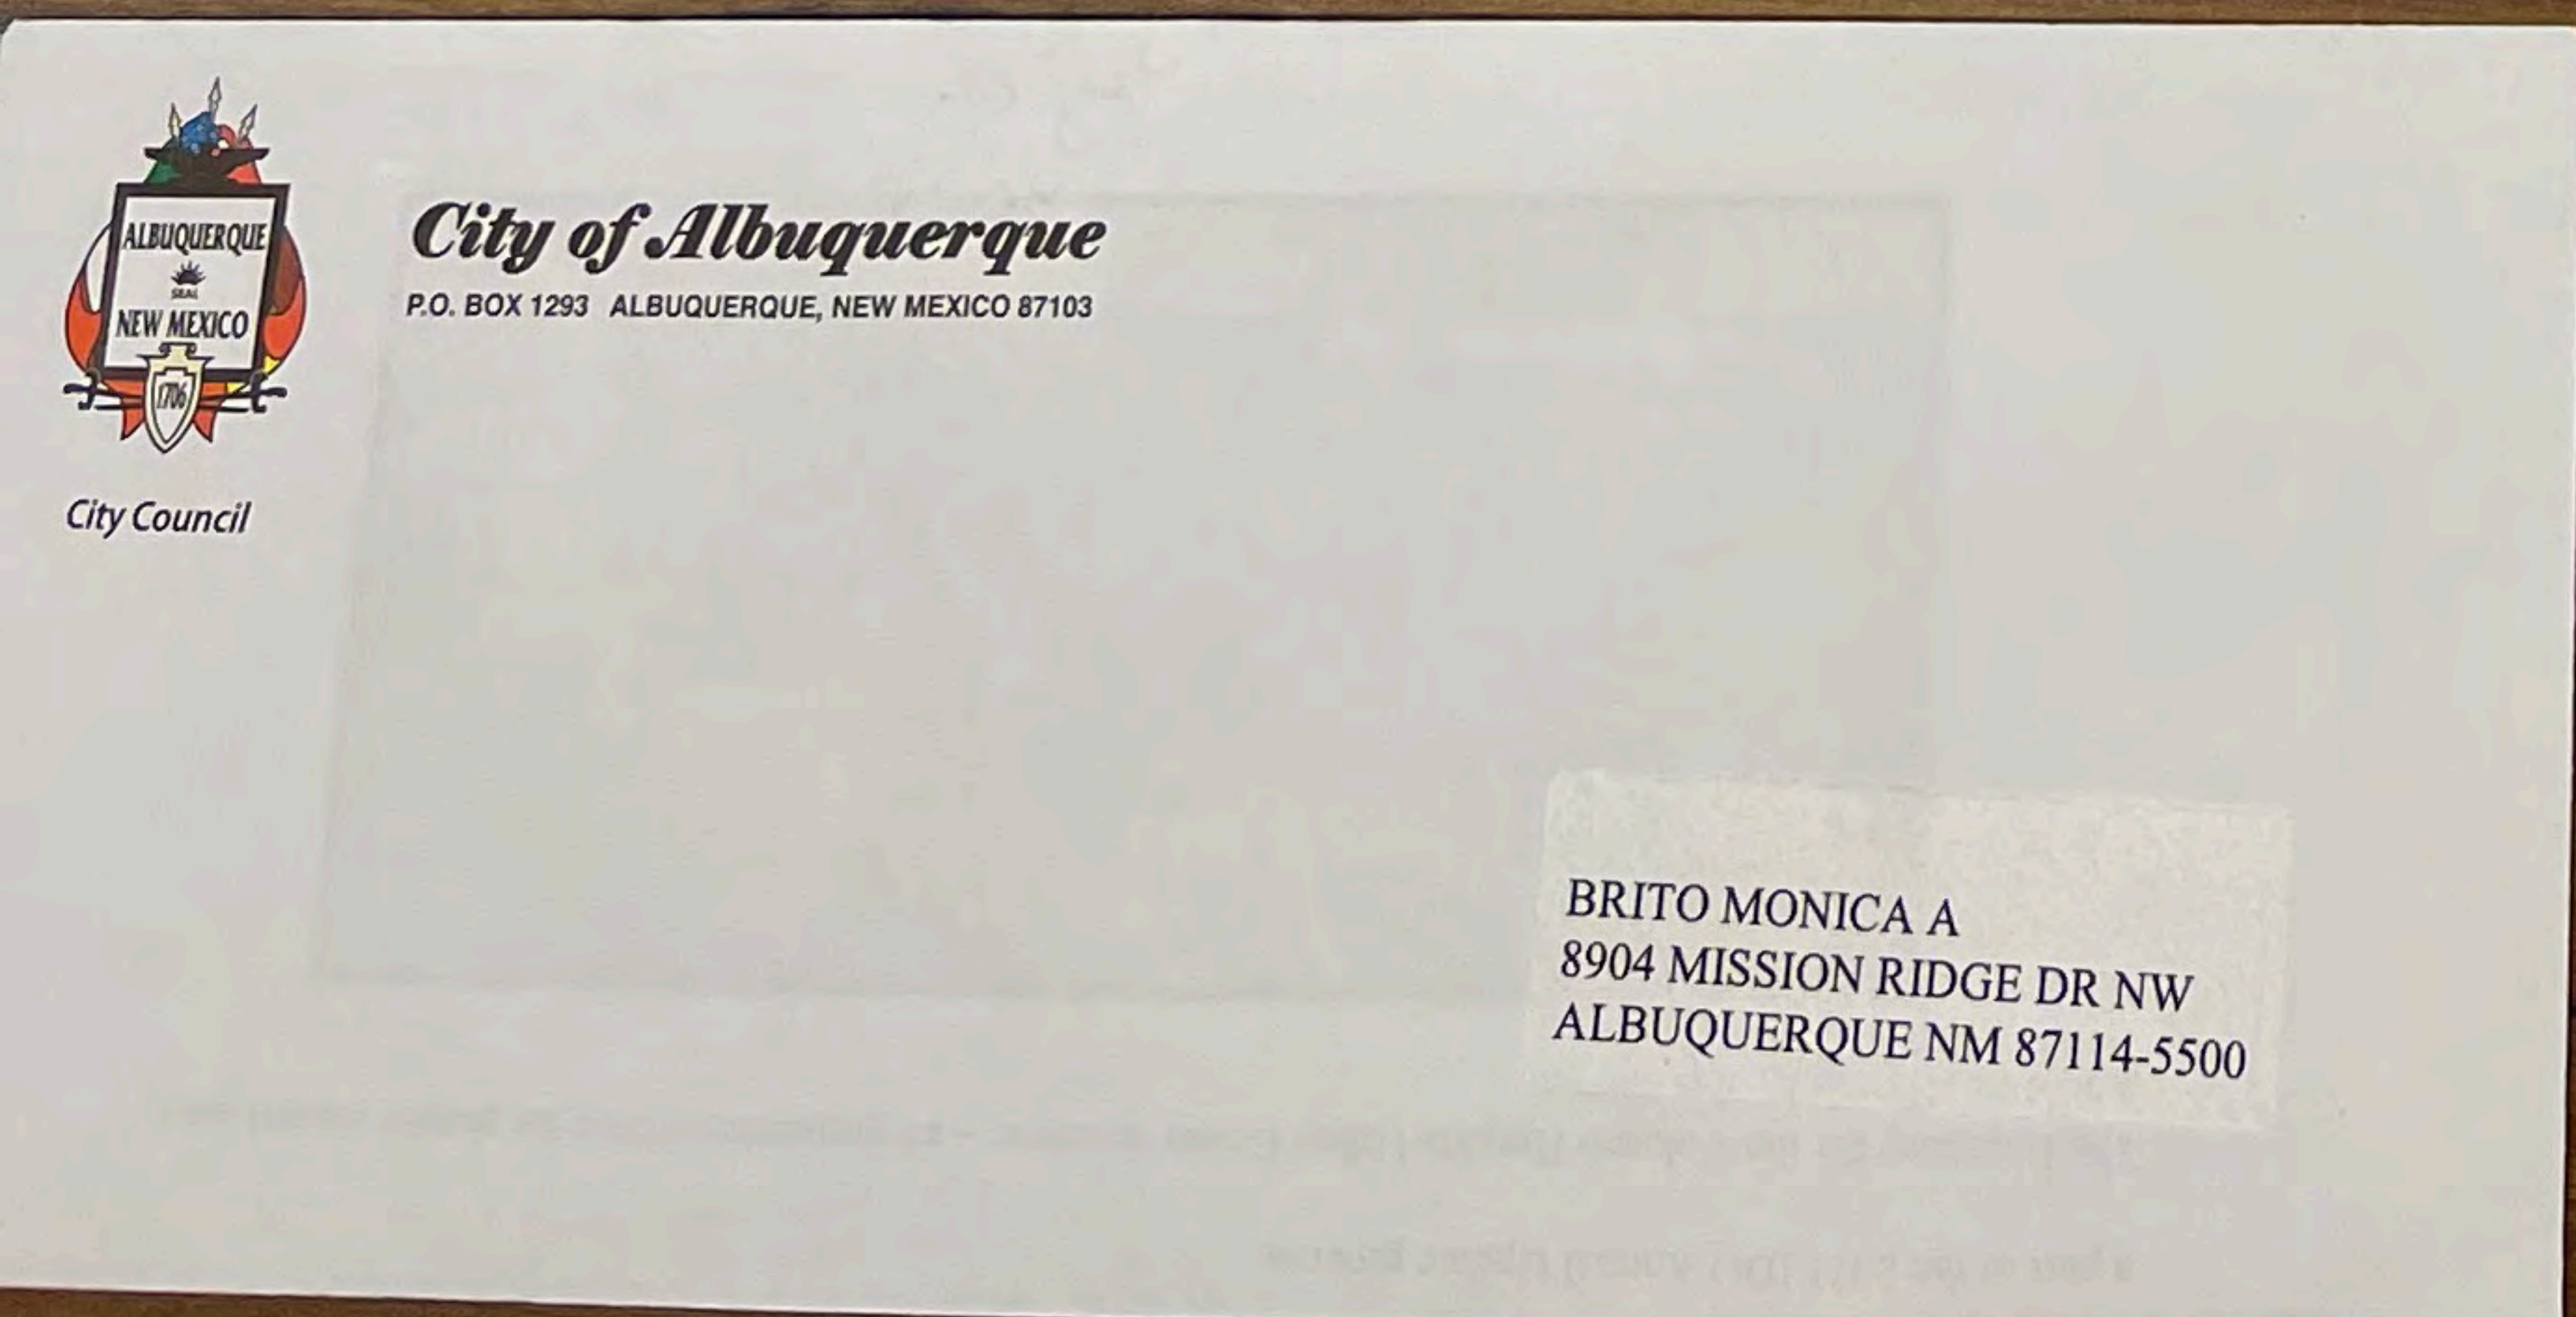 ALBUQUERQUE
SEAL
NEW MEXICO
1706
City of Albuquerque
P.O. BOX 1293 ALBUQUERQUE, NEW MEXICO 87103
City Council
BRITO MONICA A
8904 MISSION RIDGE DR NW
ALBUQUERQUE NM 87114-5500